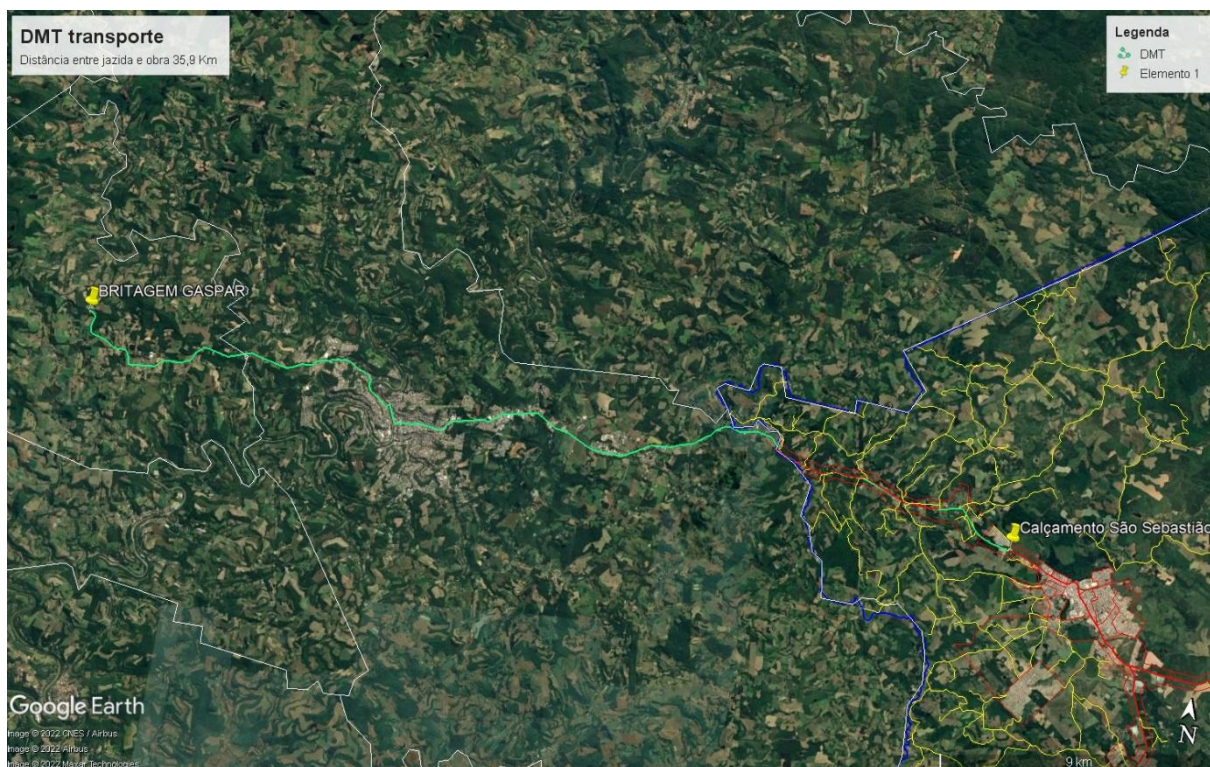 DMT transporte
Distância entre jazida e obra 35,9 Km
Legenda
DMT
Elemento 1
BRITAGEM GASPAR
Calçamento São Sebastião
Google Earth
Image © 2022 CNES / Airbus
Image © 2022 Airbus
Image © 2022 Maxar Technologies
N
9 km